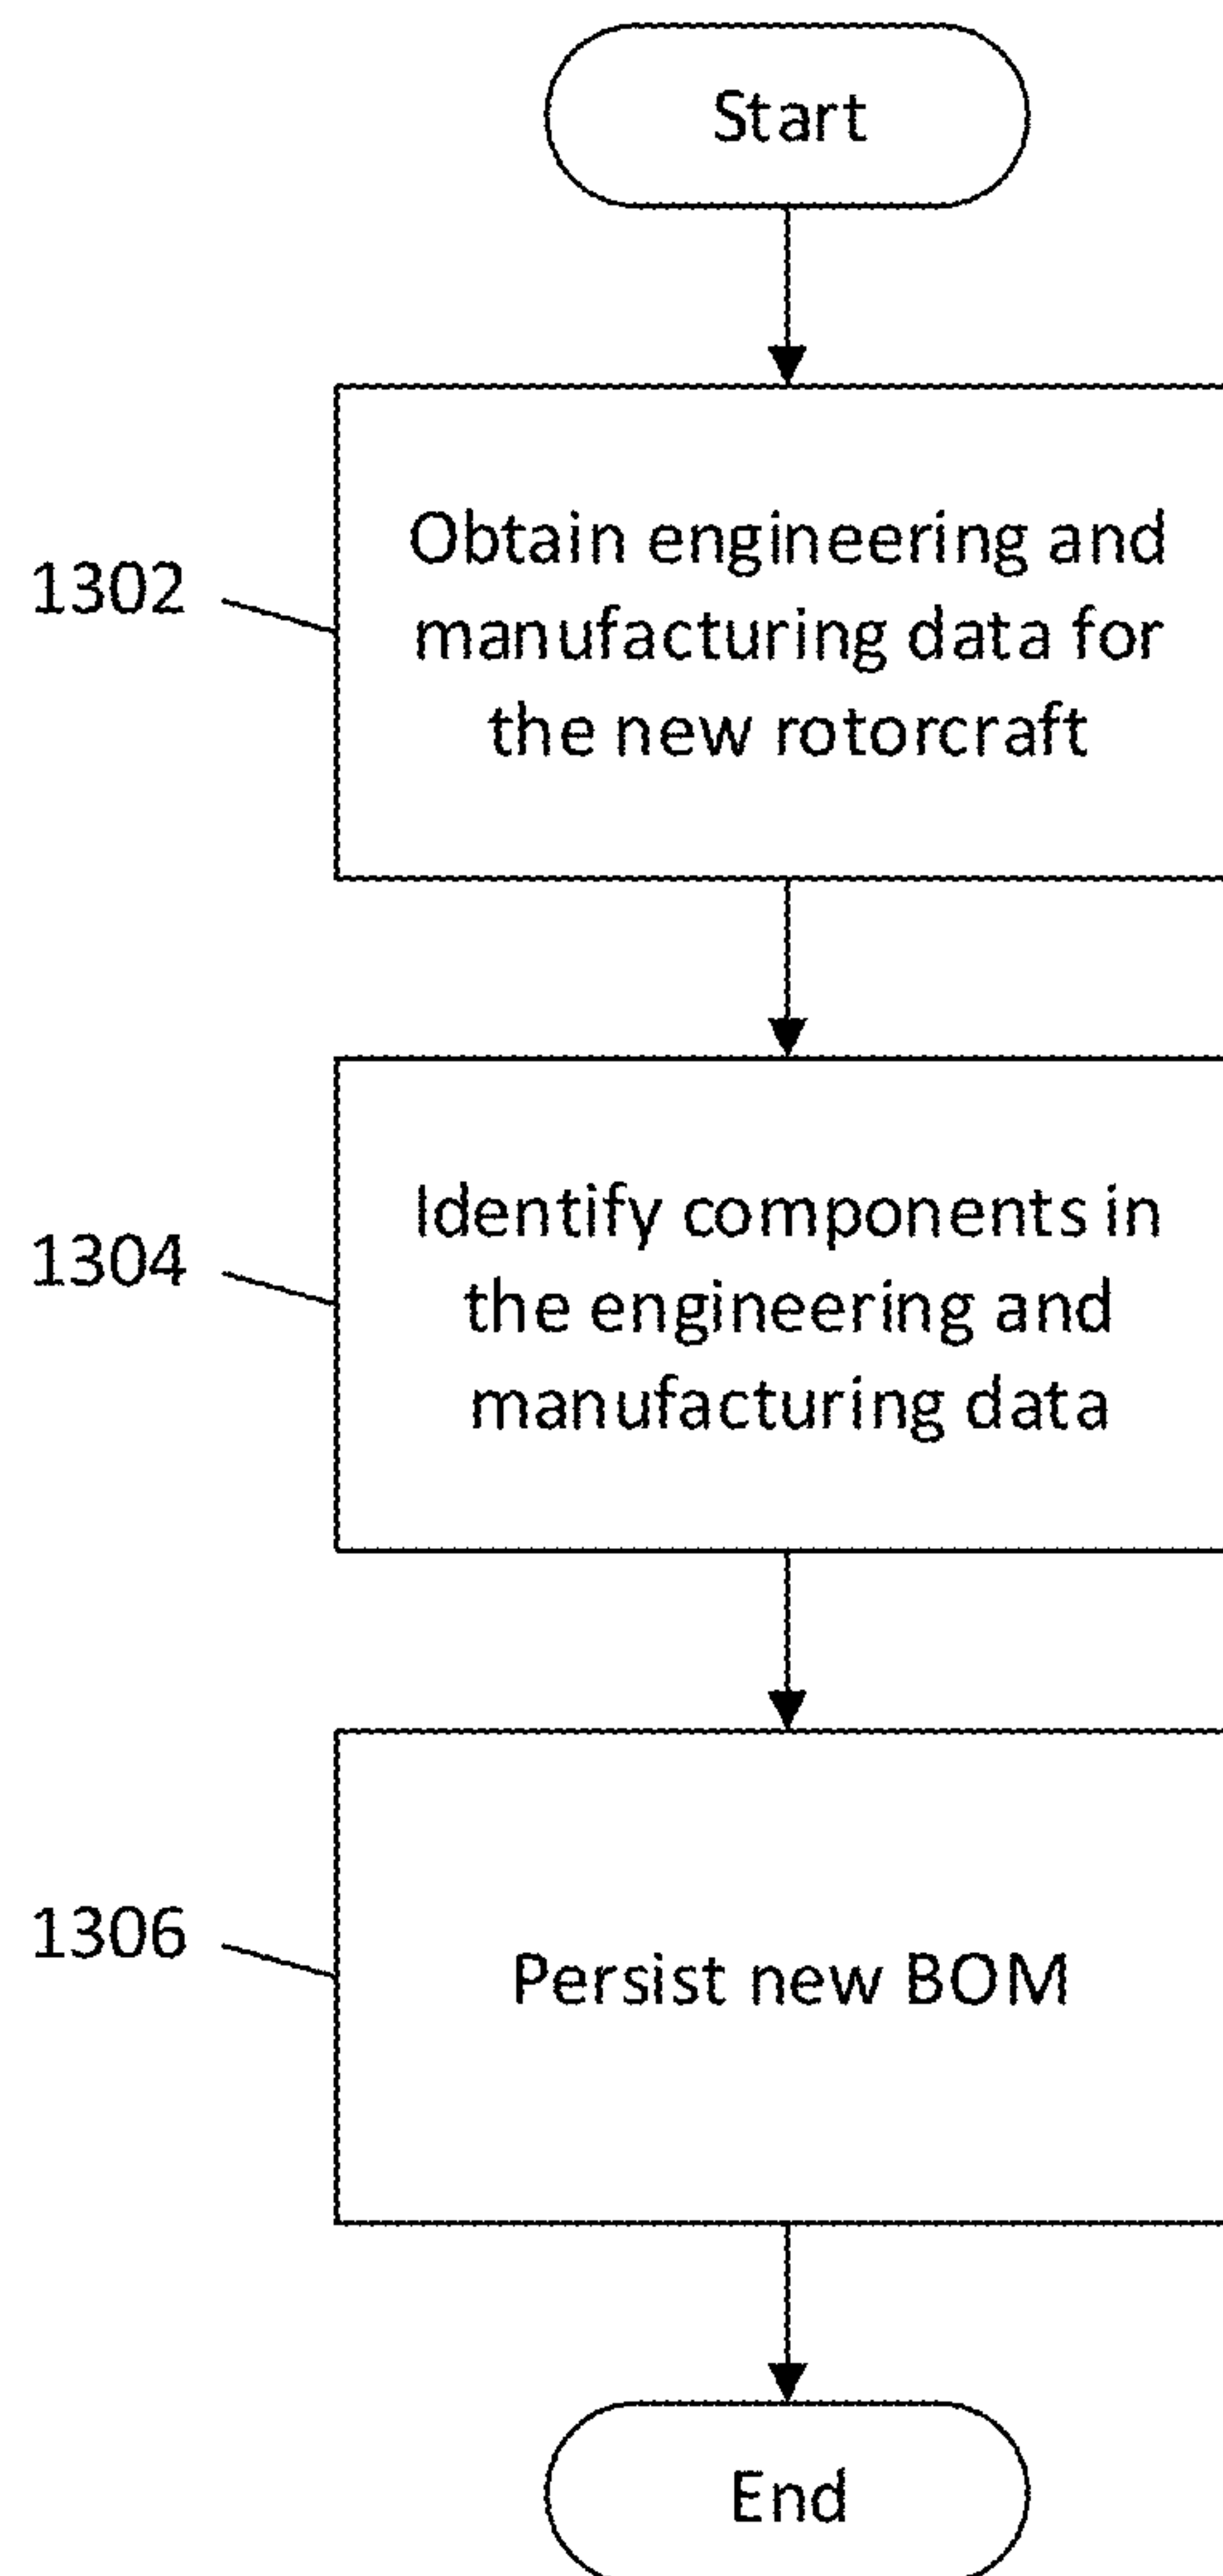 Start
1302
Obtain engineering and
manufacturing data for
the new rotorcraft
1304
Identify components in
the engineering and
manufacturing data
1306
Persist new BOM
End